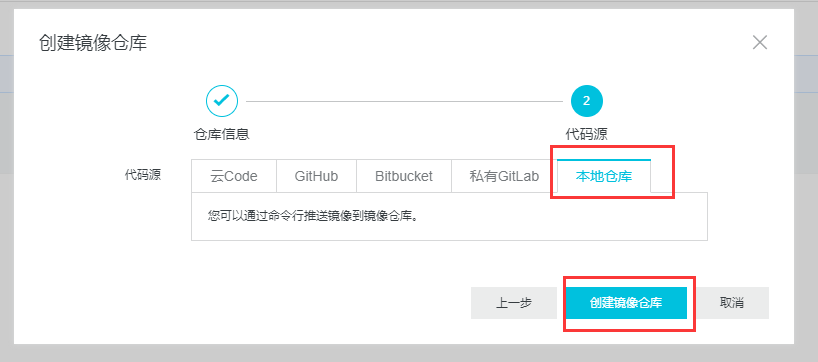 创建镜像仓库
2
仓库信息 代码源
代码源 云Code GitHub Bitbucket 私有GitLab 本地仓库
您可以通过命令行推送镜像到镜像仓库。
上一步 创建镜像仓库 取消